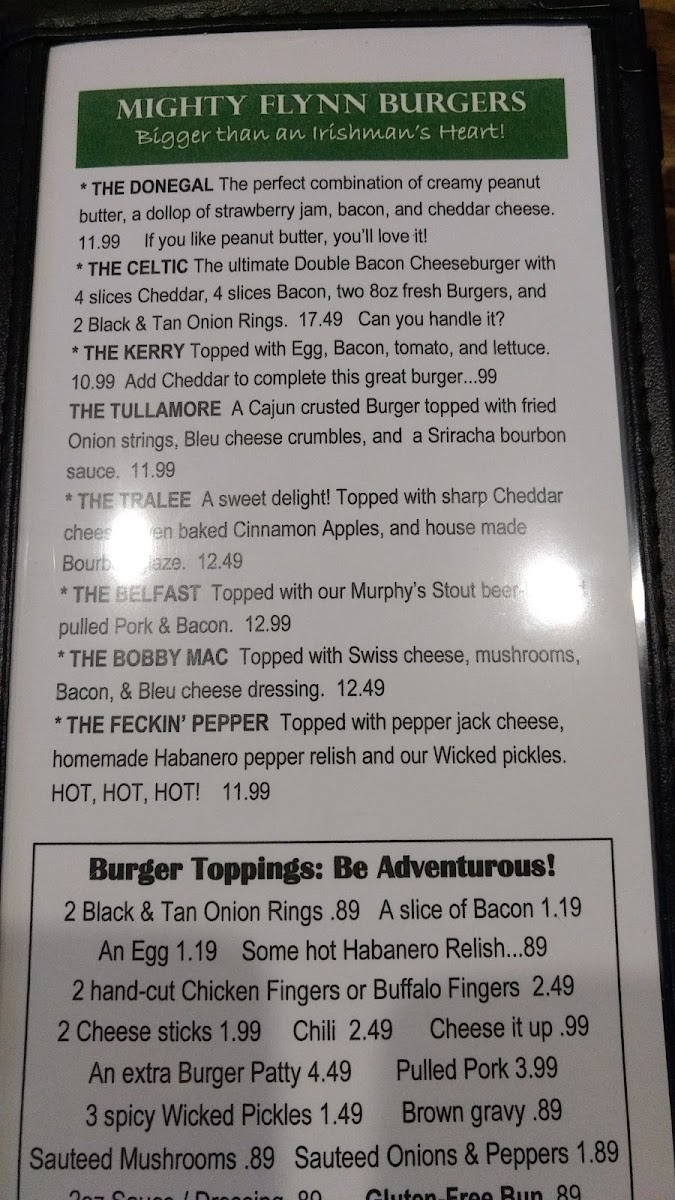 MIGHTY FLYNN BURGERS
Bigger than an Irishman's Heart!
* THE DONEGAL The perfect combination of creamy peanut
butter, a dollop of strawberry jam, bacon, and cheddar cheese.
11.99 If you like peanut butter, you'll love it!
* THE CELTIC The ultimate Double Bacon Cheeseburger with
4 slices Cheddar, 4 slices Bacon, two 8oz fresh Burgers, and
2 Black & Tan Onion Rings. 17.49 Can you handle it?
* THE KERRY Topped with Egg, Bacon, tomato, and lettuce.
10.99 Add Cheddar to complete this great burger...99
THE TULLAMORE A Cajun crusted Burger topped with fried
Onion strings, Bleu cheese crumbles, and a Sriracha bourbon
sauce. 11.99
* THE TRALEE A sweet delight! Topped with sharp Cheddar
baked Cinnamon Apples, and house made
12.49
* THE BELFAST Topped with our Murphy's Stout beer-
pulled Pork & Bacon. 12.99
* THE BOBBY MAC Topped with Swiss cheese, mushrooms,
Bacon, & Bleu cheese dressing. 12.49
* THE FECKIN' PEPPER Topped with pepper jack cheese,
homemade Habanero pepper relish and our Wicked pickles.
HOT, HOT, HOT! 11.99
Burger Toppings: Be Adventurous!
2 Black & Tan Onion Rings .89 A slice of Bacon 1.19
An Egg 1.19 Some hot Habanero Relish...89
2 hand-cut Chicken Fingers or Buffalo Fingers 2.49
2 Cheese sticks 1.99 Chili 2.49 Cheese it up .99
An extra Burger Patty 4.49 Pulled Pork 3.99
3 spicy Wicked Pickles 1.49 Brown gravy .89
Sauteed Mushrooms .89 Sauteed Onions & Peppers 1.89
2oz Sauce / Dressing .89 Gluten-Free Bun .89